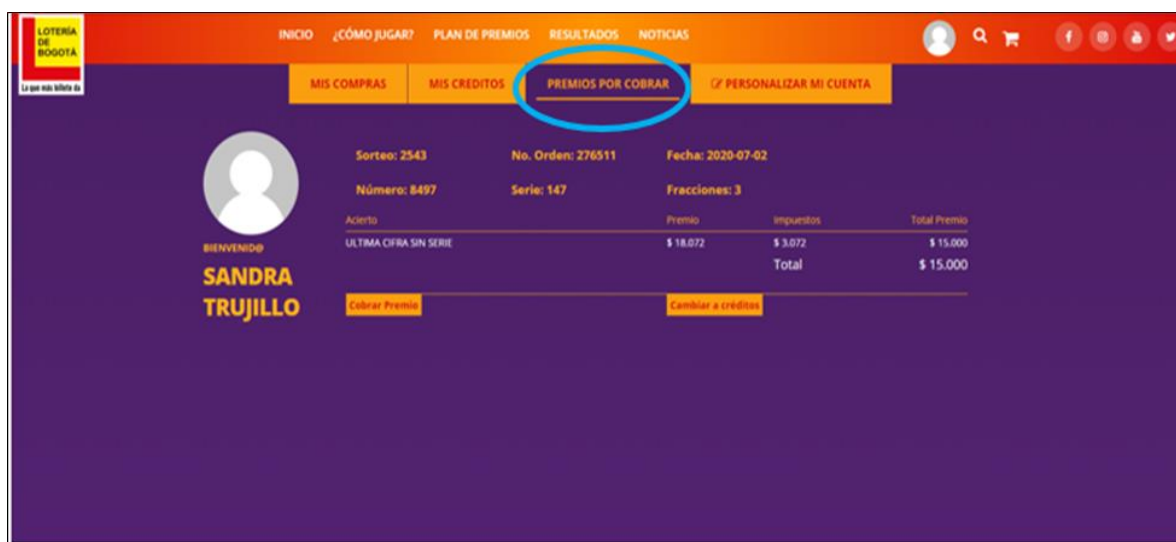 LOTERÍA
DE
BOGOTÁ
La que más billete da
INICIO ¿CÓMO JUGAR? PLAN DE PREMIOS RESULTADOS NOTICIAS
MIS COMPRAS MIS CREDITOS PREMIOS POR COBRAR PERSONALIZAR MI CUENTA
Sorteo: 2543 No. Orden: 276511 Fecha: 2020-07-02
Número: 8497 Serie: 147 Fracciones: 3
Acierto Premio Impuestos Total Premio
ULTIMA CIFRA SIN SERIE $ 18.072 $ 3.072 $ 15.000
Total $ 15.000
BIENVENID@
SANDRA
TRUJILLO
Cobrar Premio Cambiar a créditos